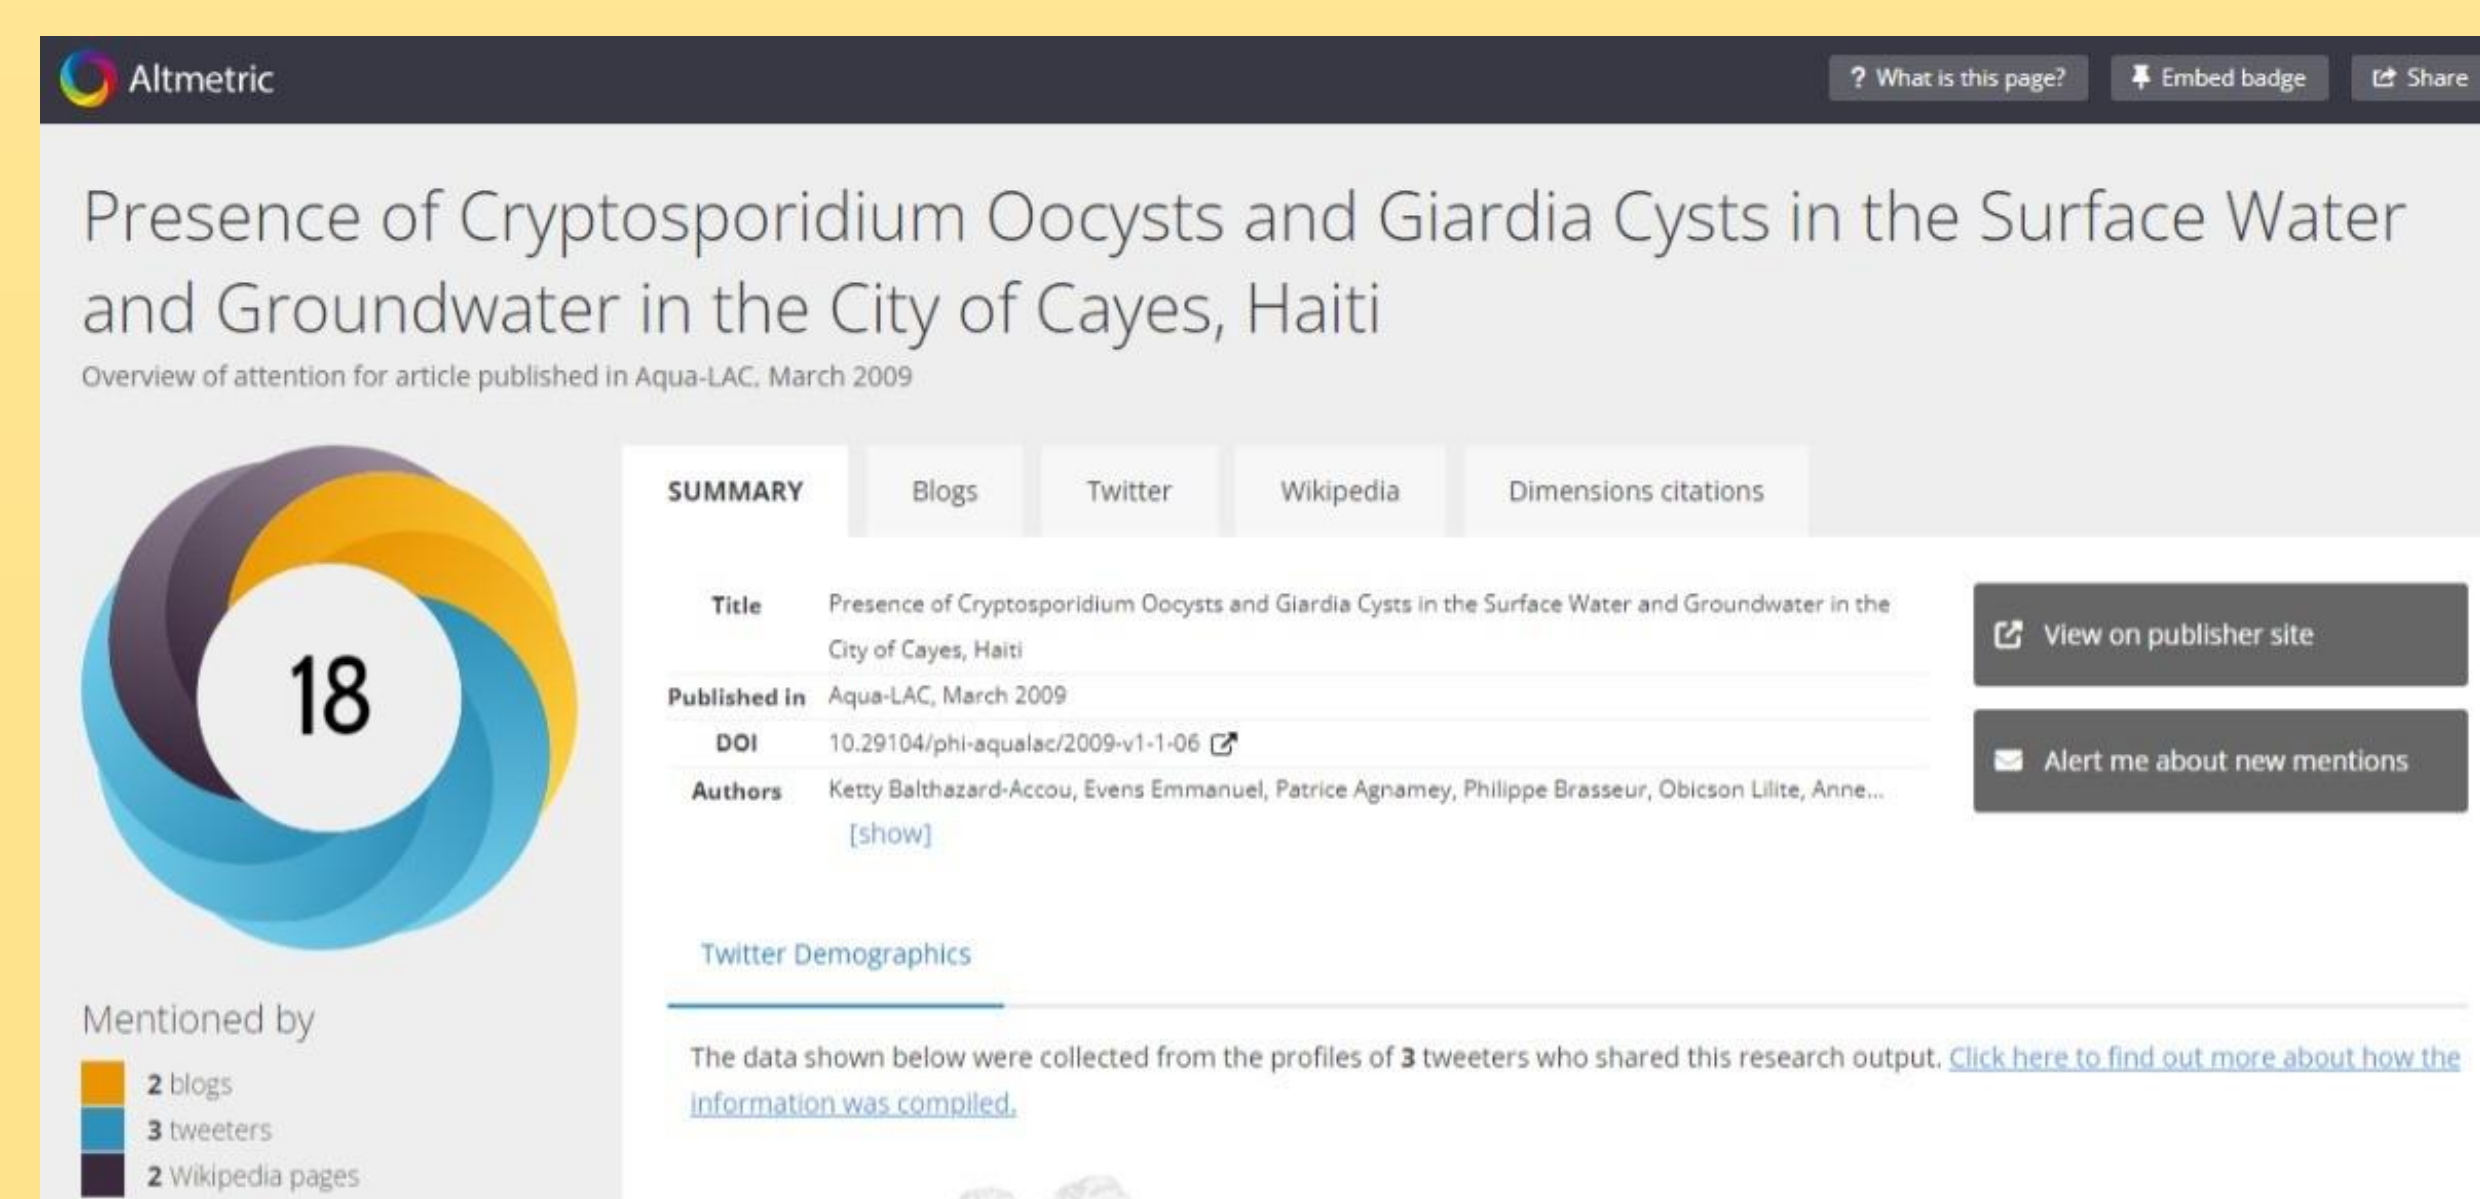 Altmetric
? What is this page?
Embed badge
Share
Presence of Cryptosporidium Oocysts and Giardia Cysts in the Surface Water
and Groundwater in the City of Cayes, Haiti
Overview of attention for article published in Aqua-LAC, March 2009
18
SUMMARY Blogs Twitter Wikipedia Dimensions citations
Title Presence of Cryptosporidium Oocysts and Giardia Cysts in the Surface Water and Groundwater in the
City of Cayes, Haiti
Published in Aqua-LAC, March 2009
DOI 10.29104/phi-aqualac/2009-v1-1-06
Authors Ketty Balthazard-Accou, Evens Emmanuel, Patrice Agnamey, Philippe Brasseur, Obicson Lilite, Anne...
[show]
View on publisher site
Alert me about new mentions
Twitter Demographics
The data shown below were collected from the profiles of 3 tweeters who shared this research output. Click here to find out more about how the
information was compiled.
Mentioned by
2 blogs
3 tweeters
2 Wikipedia pages